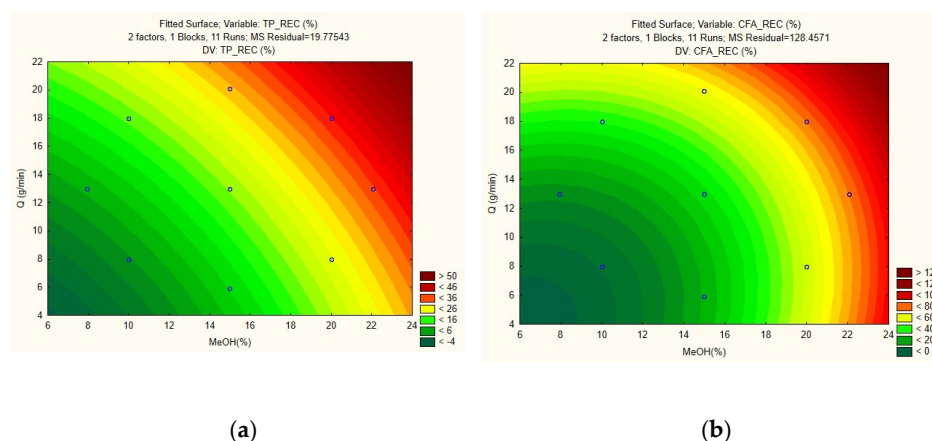 Fitted Surface; Variable: TP_REC (%)
2 factors, 1 Blocks, 11 Runs; MS Residual=19.77543
DV: TP_REC (%)
22
20
18
16
14
12
10
8
6
4
Q (g/min)
6 8 10 12 14 16 18 20 22 24
MeOH(%)
> 50
< 46
< 36
< 26
< 16
< 6
< -4
(a)
Fitted Surface; Variable: CFA_REC (%)
2 factors, 1 Blocks, 11 Runs; MS Residual=128.4571
DV: CFA_REC (%)
22
20
18
16
14
12
10
8
6
4
Q (g/min)
6 8 10 12 14 16 18 20 22 24
MeOH(%)
> 12
< 12
< 10
< 80
< 60
< 40
< 20
< 0
(b)